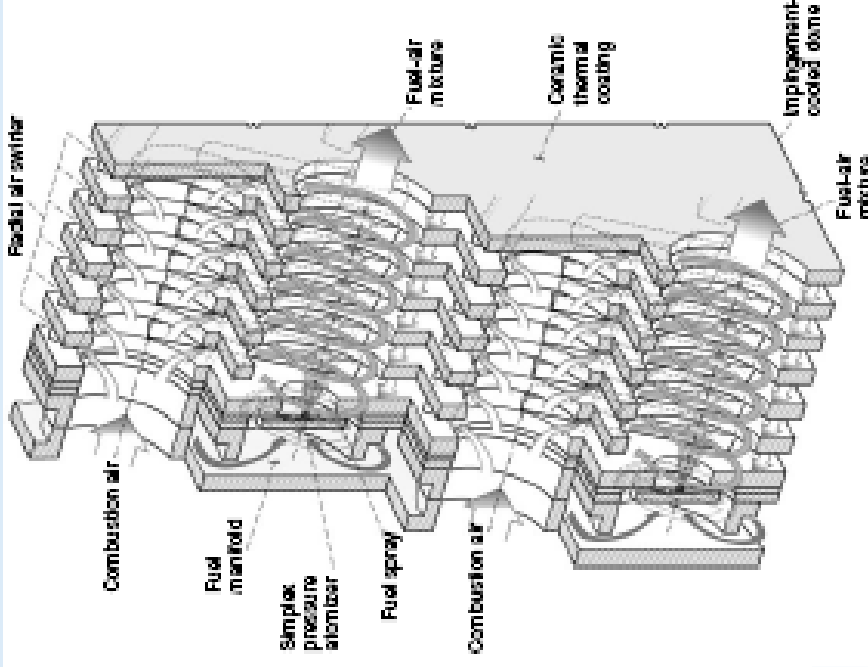 Radial air swirler
Combustion air
Fuel
manifold
Simplex
pressure
atomizer
Fuel spray
Combustion air
Fuel-air
mixture
Ceramic
thermal
coating
Impingement-
cooled dome
Fuel-air
mixture